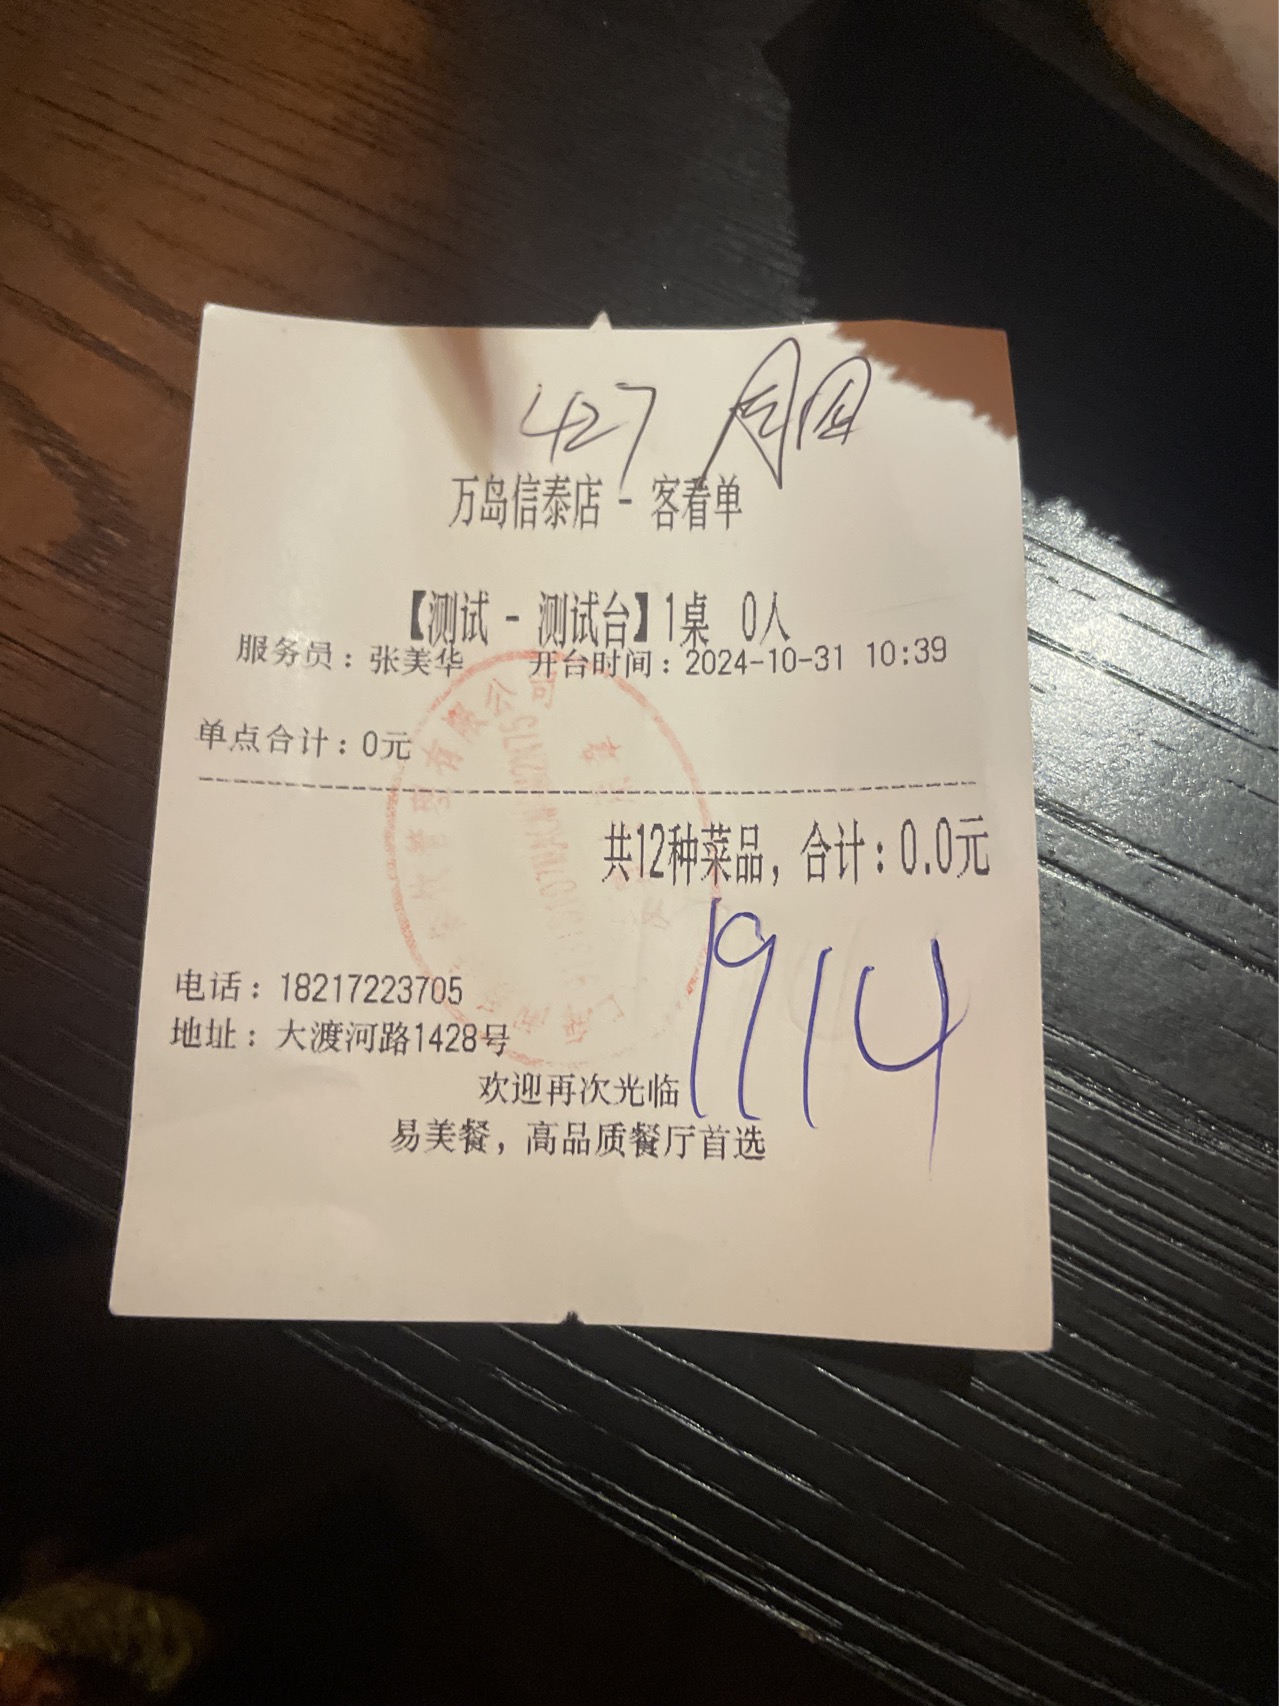 427
万岛信泰店 - 客看单
【测试 - 测试台】1桌 0人
服务员：张美华 开台时间：2024-10-31 10:39
单点合计：0元
共12种菜品，合计：0.0元
1914
电话：18217223705
地址：大渡河路1428号
欢迎再次光临
易美餐，高品质餐厅首选